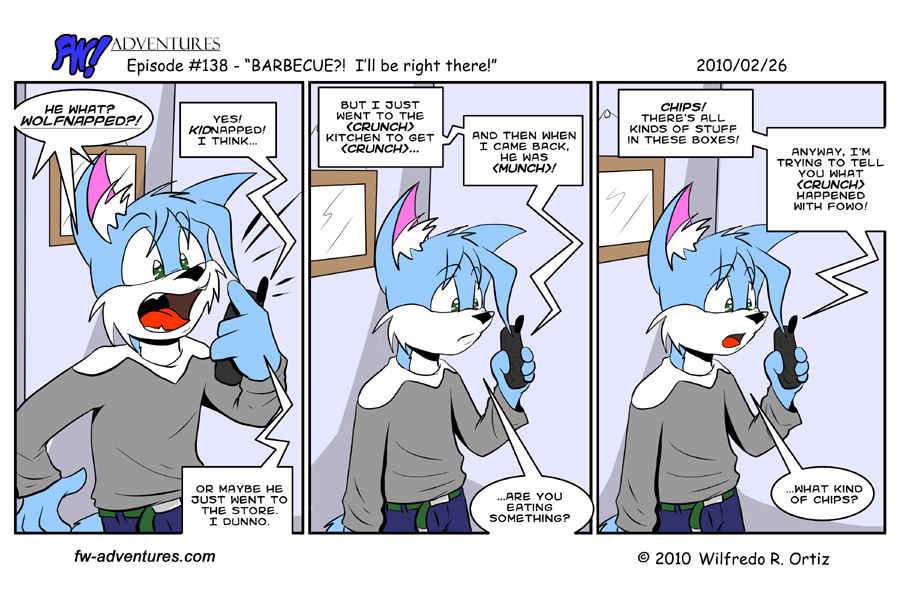 FW! ADVENTURES
Episode #138 - "BARBECUE?! I'll be right there!"
2010/02/26
HE WHAT?
WOLFNAPPED?!
YES!
KIDNAPPED!
I THINK...
OR MAYBE HE
JUST WENT TO
THE STORE.
I DUNNO.
BUT I JUST
WENT TO THE
<CRUNCH>
KITCHEN TO GET
<CRUNCH>...
AND THEN WHEN
I CAME BACK,
HE WAS
<MUNCH>!
...ARE YOU
EATING
SOMETHING?
CHIPS!
THERE'S ALL
KINDS OF STUFF
IN THESE BOXES!
ANYWAY, I'M
TRYING TO TELL
YOU WHAT
<CRUNCH>
HAPPENED
WITH FOWO!
...WHAT KIND
OF CHIPS?
fw-adventures.com
© 2010 Wilfredo R. Ortiz